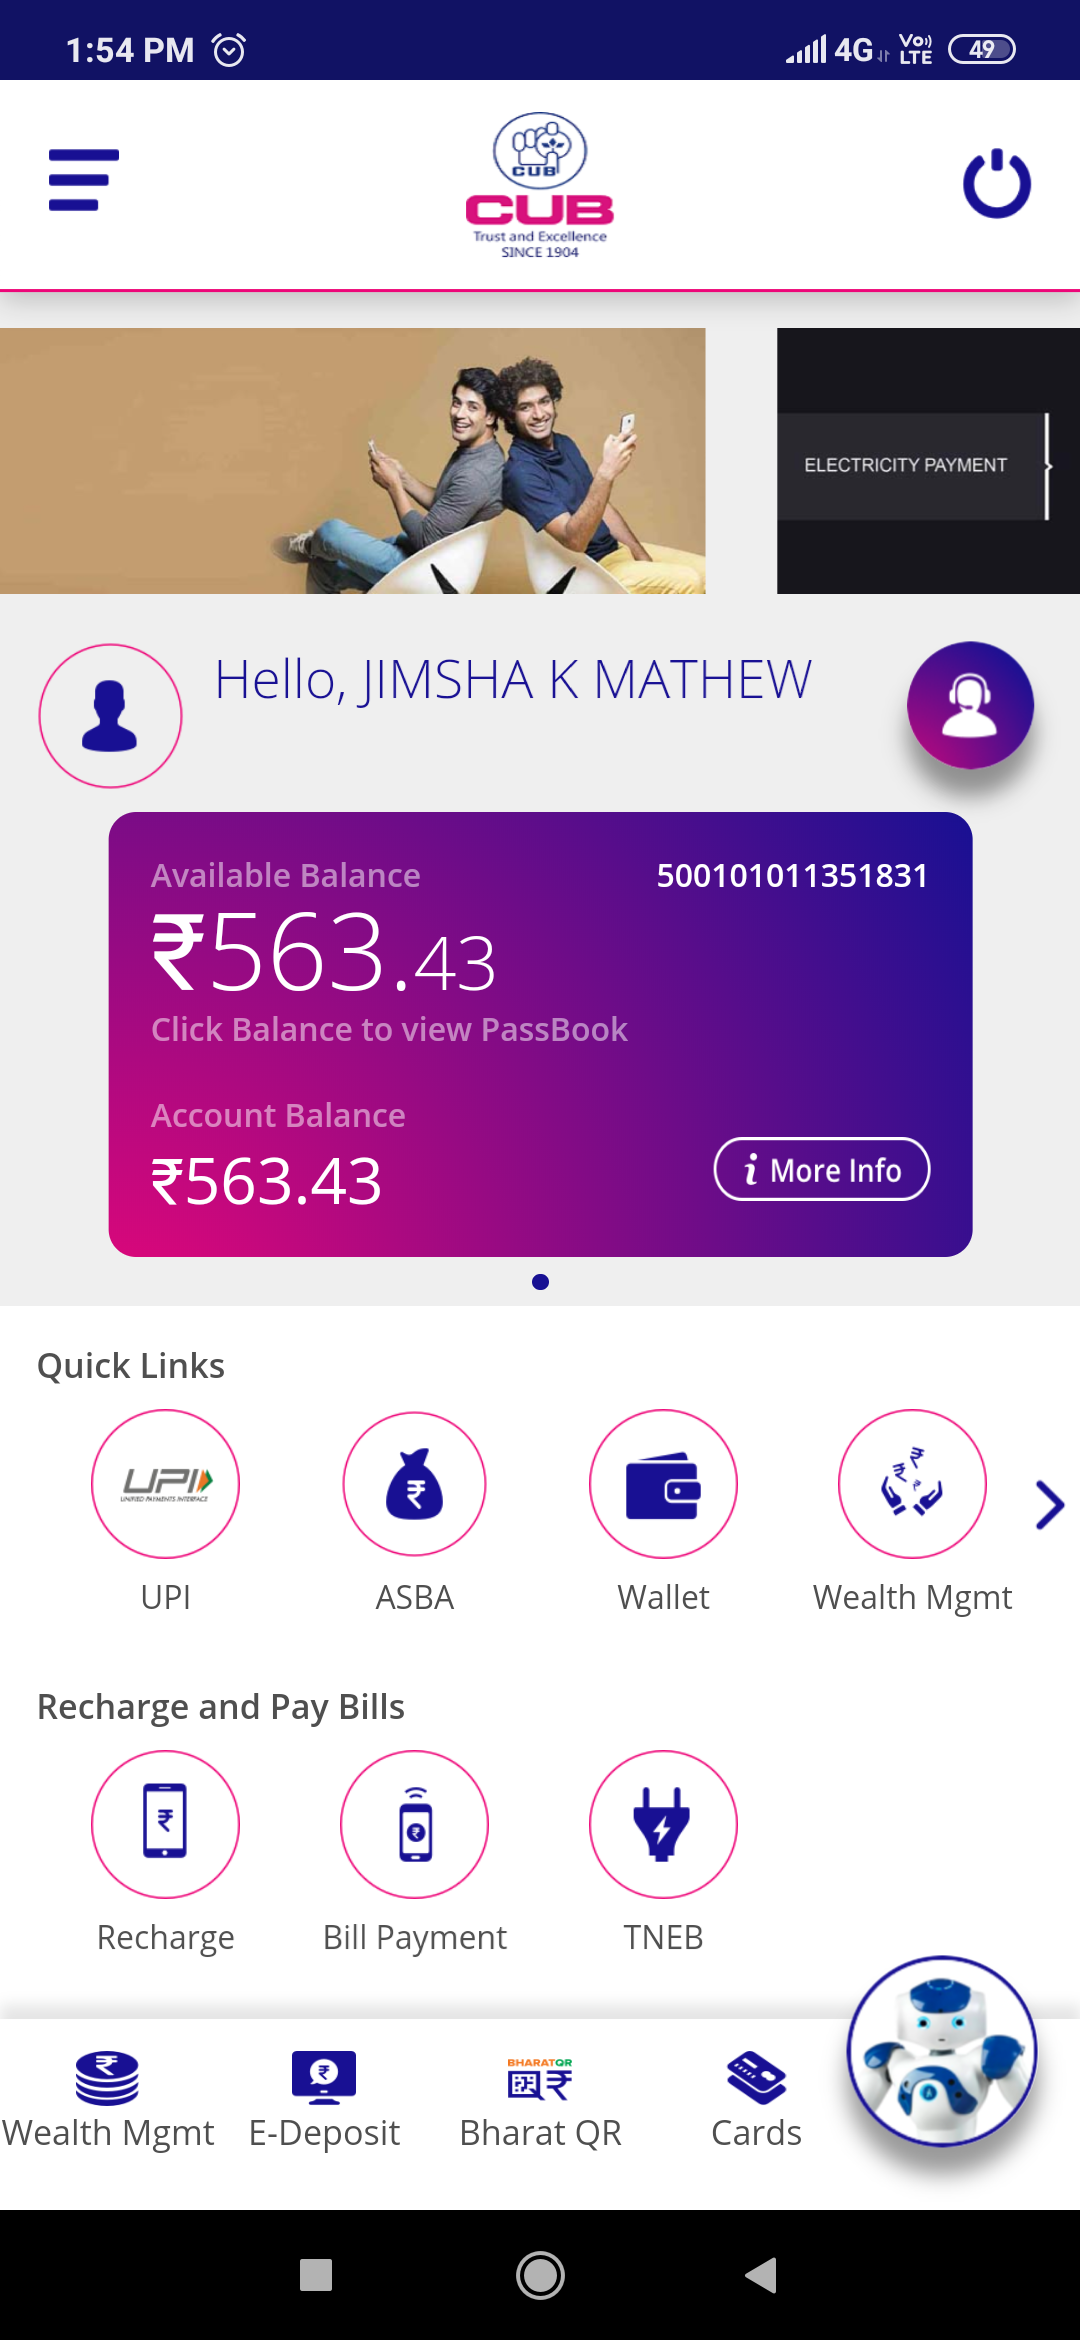 1:54 PM
4G
Vo))
LTE
49
CUB
CUB
Trust and Excellence
SINCE 1904
ELECTRICITY PAYMENT
Hello, JIMSHA K MATHEW
Available Balance
500101011351831
₹563.43
Click Balance to view PassBook
Account Balance
₹563.43
i More Info
Quick Links
UPI
UNIFIED PAYMENTS INTERFACE
UPI
ASBA
Wallet
Wealth Mgmt
Recharge and Pay Bills
Recharge
Bill Payment
TNEB
BHARATQR
Wealth Mgmt
E-Deposit
Bharat QR
Cards